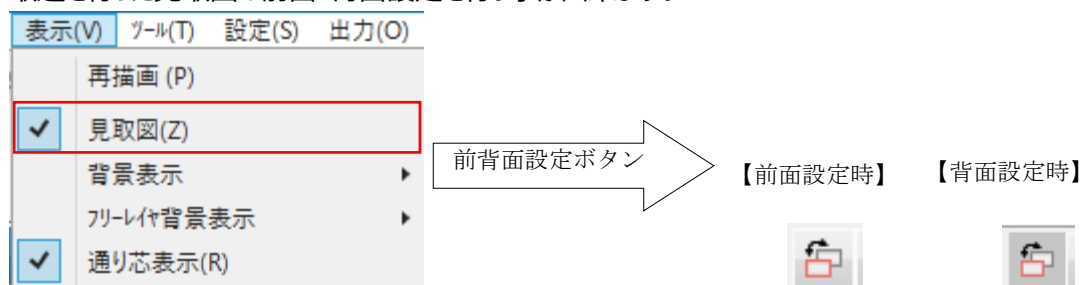 表示(V) ﾂｰﾙ(T) 設定(S) 出力(O)
再描画 (P)
見取図(Z)
背景表示
ﾌﾘｰﾚｲﾔ背景表示
通り芯表示(R)
前背面設定ボタン
【前面設定時】 【背面設定時】